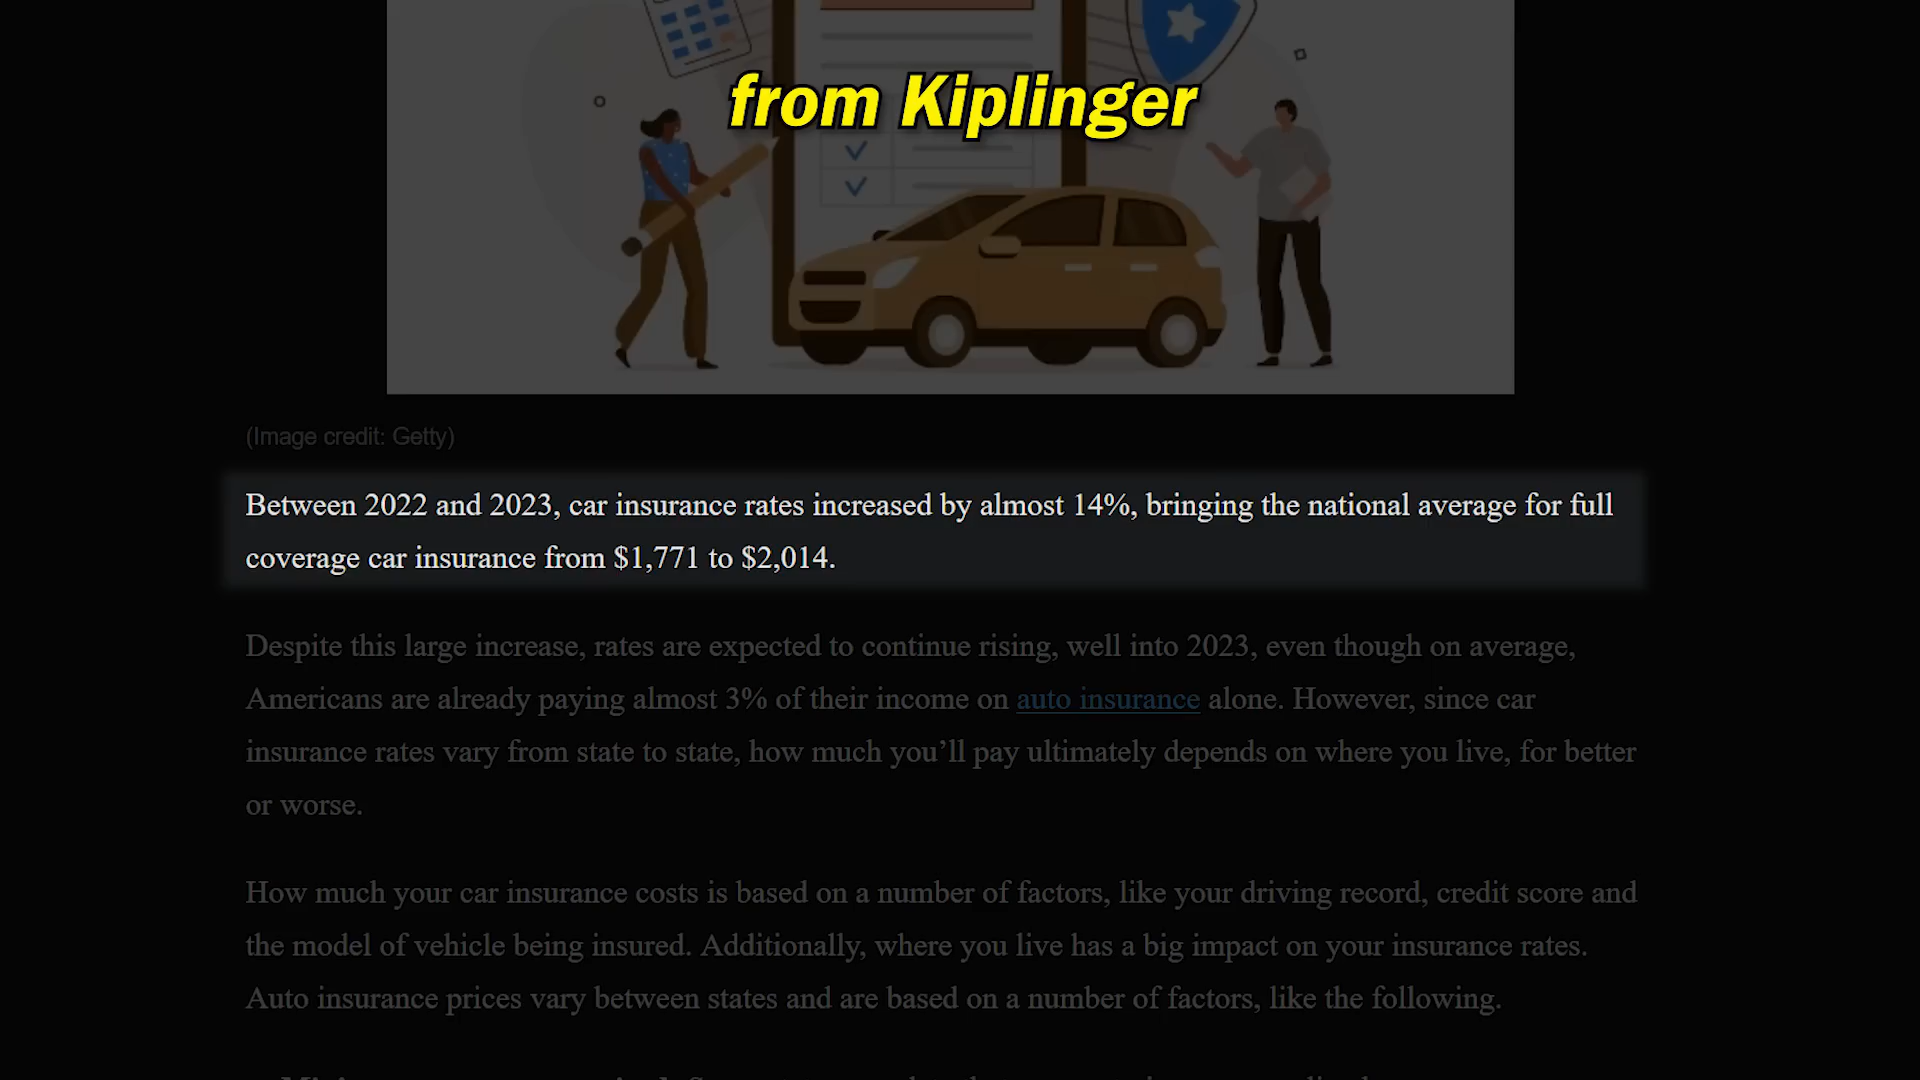 from Kiplinger
(Image credit: Getty)
Between 2022 and 2023, car insurance rates increased by almost 14%, bringing the national average for full
coverage car insurance from $1,771 to $2,014.
Despite this large increase, rates are expected to continue rising, well into 2023, even though on average,
Americans are already paying almost 3% of their income on auto insurance alone. However, since car
insurance rates vary from state to state, how much you’ll pay ultimately depends on where you live, for better
or worse.
How much your car insurance costs is based on a number of factors, like your driving record, credit score and
the model of vehicle being insured. Additionally, where you live has a big impact on your insurance rates.
Auto insurance prices vary between states and are based on a number of factors, like the following.